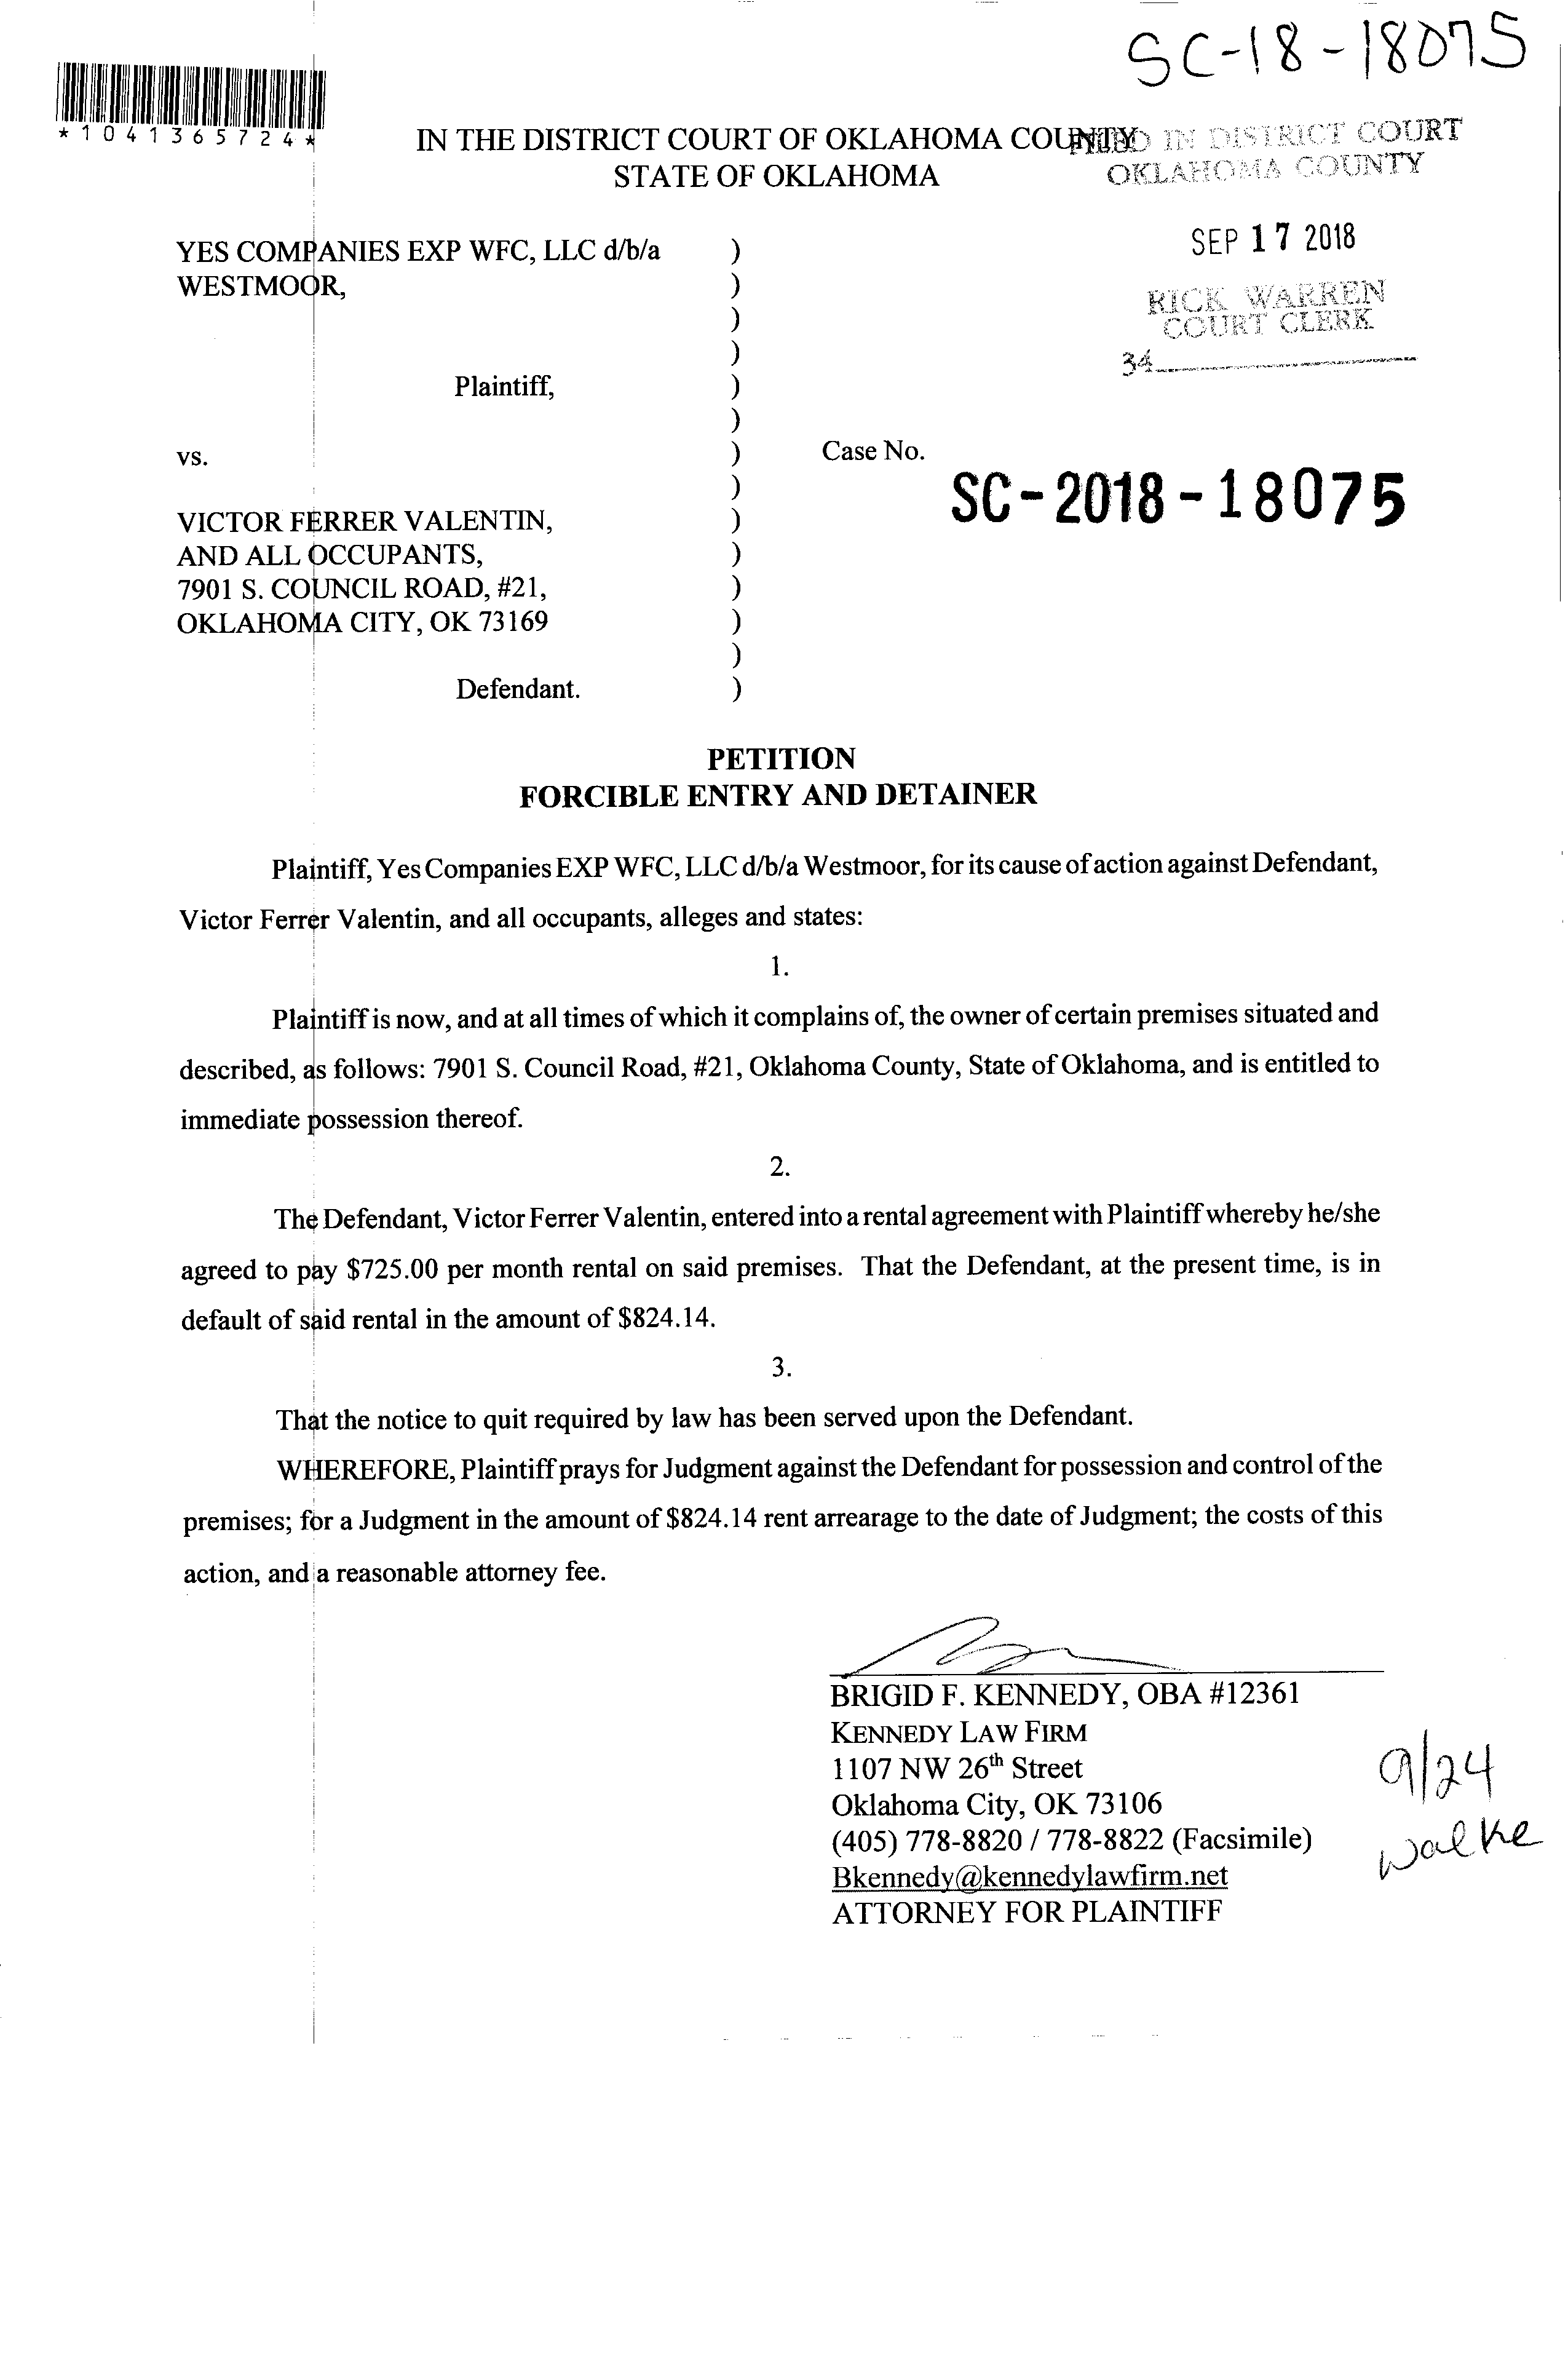 SC-18-18075
*1041365724*
IN THE DISTRICT COURT OF OKLAHOMA COUNTY
FILED IN DISTRICT COURT
STATE OF OKLAHOMA
OKLAHOMA COUNTY
SEP 17 2018
RICK WARREN
COURT CLERK
34
YES COMPANIES EXP WFC, LLC d/b/a )
WESTMOOR, )
)
)
Plaintiff, )
)
vs. ) Case No.
SC-2018-18075
)
VICTOR FERRER VALENTIN, )
AND ALL OCCUPANTS, )
7901 S. COUNCIL ROAD, #21, )
OKLAHOMA CITY, OK 73169 )
)
Defendant. )
PETITION
FORCIBLE ENTRY AND DETAINER
Plaintiff, Yes Companies EXP WFC, LLC d/b/a Westmoor, for its cause of action against Defendant,
Victor Ferrer Valentin, and all occupants, alleges and states:
1.
Plaintiff is now, and at all times of which it complains of, the owner of certain premises situated and
described, as follows: 7901 S. Council Road, #21, Oklahoma County, State of Oklahoma, and is entitled to
immediate possession thereof.
2.
The Defendant, Victor Ferrer Valentin, entered into a rental agreement with Plaintiff whereby he/she
agreed to pay $725.00 per month rental on said premises. That the Defendant, at the present time, is in
default of said rental in the amount of $824.14.
3.
That the notice to quit required by law has been served upon the Defendant.
WHEREFORE, Plaintiff prays for Judgment against the Defendant for possession and control of the
premises; for a Judgment in the amount of $824.14 rent arrearage to the date of Judgment; the costs of this
action, and a reasonable attorney fee.
BRIGID F. KENNEDY, OBA #12361
KENNEDY LAW FIRM
1107 NW 26th Street
Oklahoma City, OK 73106
(405) 778-8820 / 778-8822 (Facsimile)
Bkennedy@kennedylawfirm.net
ATTORNEY FOR PLAINTIFF
9/24
Walke